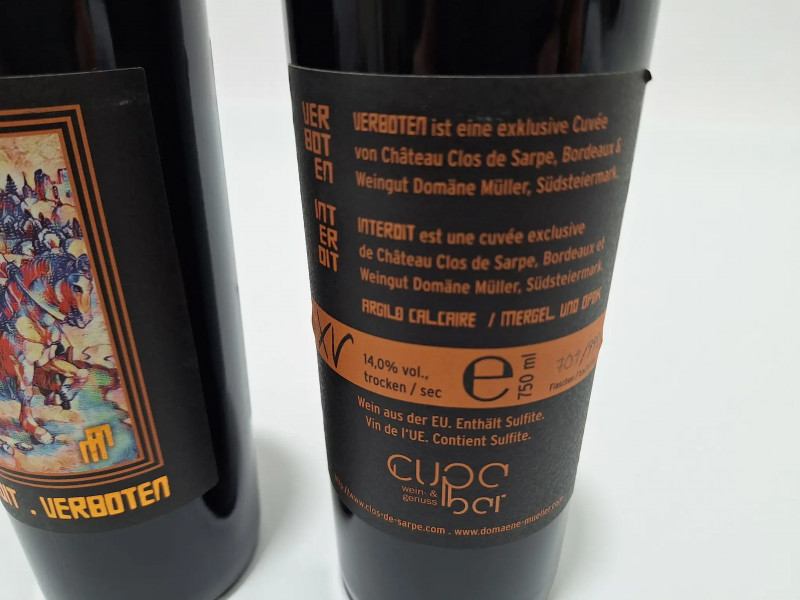 OIT . VERBOTEN
VER
BOT
EN
VERBOTEN ist eine exklusive Cuvée
von Château Clos de Sarpe, Bordeaux &
Weingut Domäne Müller, Südsteiermark.
INT
ER
DIT
INTERDIT est une cuvée exclusive
de Château Clos de Sarpe, Bordeaux et
Weingut Domäne Müller, Südsteiermark
ARGILO CALCAIRE / MERGEL UND OPOK
XV
14,0% vol.,
trocken / sec
e
750 ml
Wein aus der EU. Enthält Sulfite.
Vin de l'UE. Contient Sulfite.
cupa
wein- &
genuss
bar
www.clos-de-sarpe.com . www.domaene-mueller.com